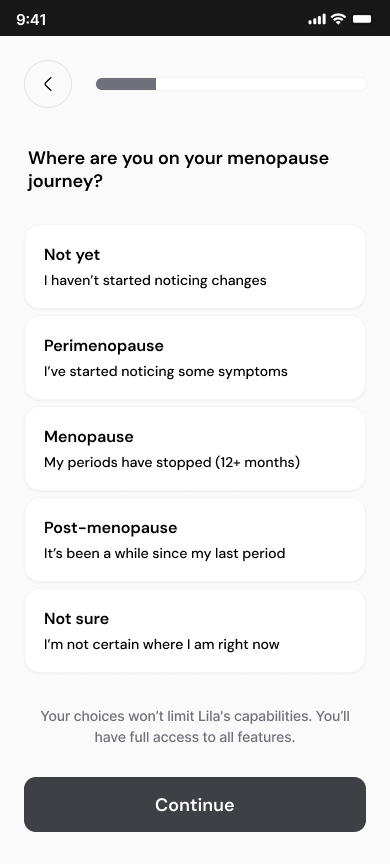 9:41
Where are you on your menopause
journey?
Not yet
I haven’t started noticing changes
Perimenopause
I’ve started noticing some symptoms
Menopause
My periods have stopped (12+ months)
Post-menopause
It’s been a while since my last period
Not sure
I’m not certain where I am right now
Your choices won’t limit Lila's capabilities. You’ll
have full access to all features.
Continue